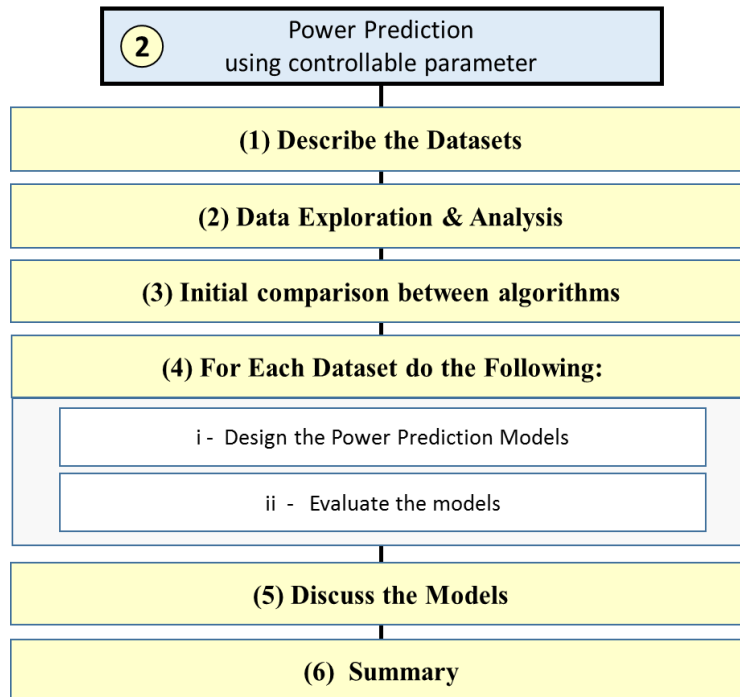 2
Power Prediction
using controllable parameter
(1) Describe the Datasets
(2) Data Exploration & Analysis
(3) Initial comparison between algorithms
(4) For Each Dataset do the Following:
i - Design the Power Prediction Models
ii - Evaluate the models
(5) Discuss the Models
(6) Summary